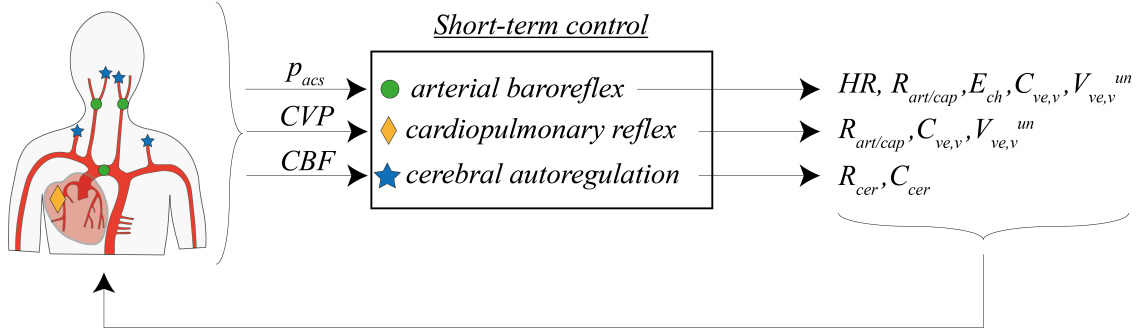 Short-term control
p_acs arterial baroreflex HR, R_art/cap, E_ch, C_ve,v, V_ve,v^un
CVP cardiopulmonary reflex R_art/cap, C_ve,v, V_ve,v^un
CBF cerebral autoregulation R_cer, C_cer